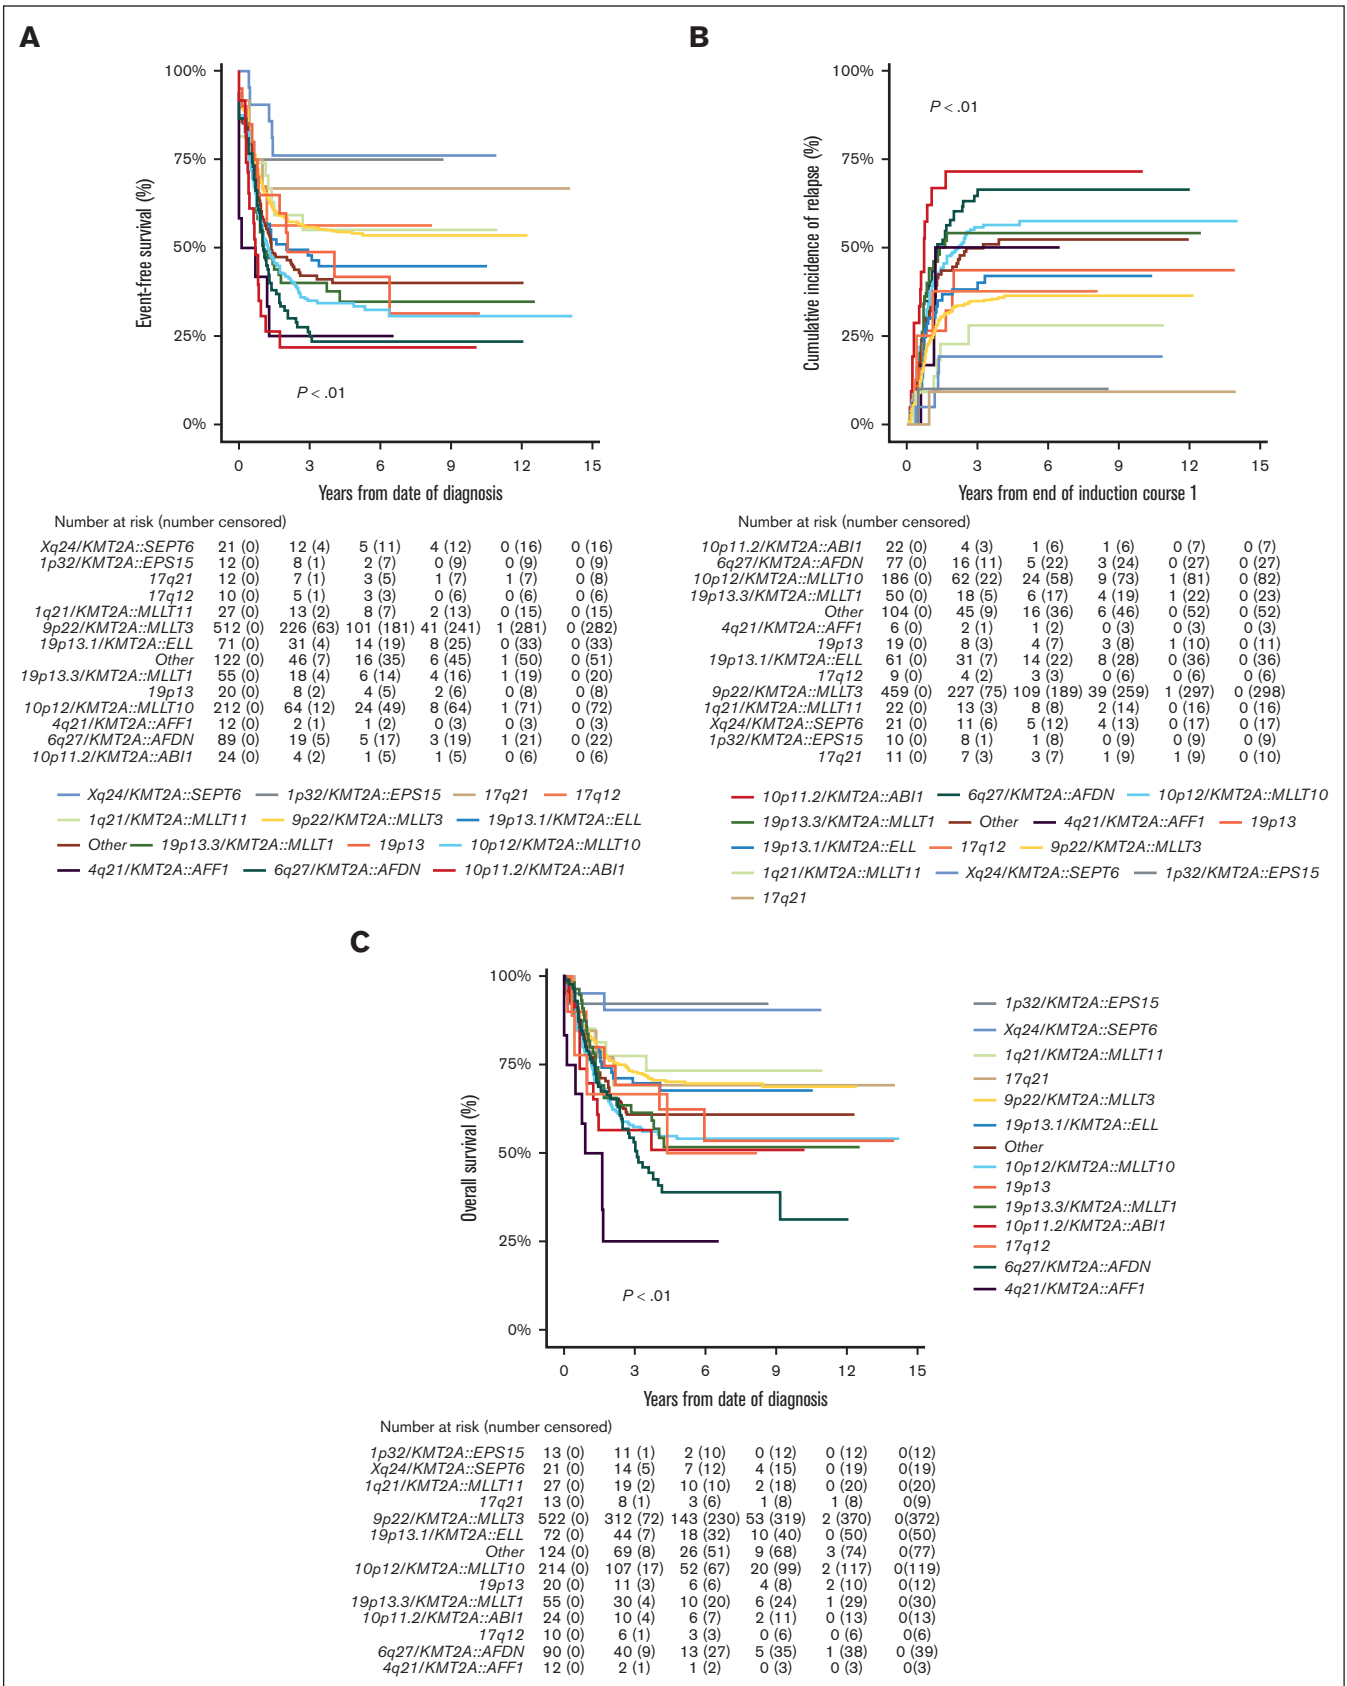 A
100%
75%
50%
25%
0%
Event-free survival (%)
P < .01
0 3 6 9 12 15
Years from date of diagnosis
Number at risk (number censored)
Xq24/KMT2A::SEPT6 21 (0) 12 (4) 5 (11) 4 (12) 0 (16) 0 (16)
1p32/KMT2A::EPS15 12 (0) 8 (1) 2 (7) 0 (9) 0 (9) 0 (9)
17q21 12 (0) 7 (1) 3 (5) 1 (7) 1 (7) 0 (8)
17q12 10 (0) 5 (1) 3 (3) 0 (6) 0 (6) 0 (6)
1q21/KMT2A::MLLT11 27 (0) 13 (2) 8 (7) 2 (13) 0 (15) 0 (15)
9p22/KMT2A::MLLT3 512 (0) 226 (63) 101 (181) 41 (241) 1 (281) 0 (282)
19p13.1/KMT2A::ELL 71 (0) 31 (4) 14 (19) 8 (25) 0 (33) 0 (33)
Other 122 (0) 46 (7) 16 (35) 6 (45) 1 (50) 0 (51)
19p13.3/KMT2A::MLLT1 55 (0) 18 (4) 6 (14) 4 (16) 1 (19) 0 (20)
19p13 20 (0) 8 (2) 4 (5) 2 (6) 0 (8) 0 (8)
10p12/KMT2A::MLLT10 212 (0) 64 (12) 24 (49) 8 (64) 1 (71) 0 (72)
4q21/KMT2A::AFF1 12 (0) 2 (1) 1 (2) 0 (3) 0 (3) 0 (3)
6q27/KMT2A::AFDN 89 (0) 19 (5) 5 (17) 3 (19) 1 (21) 0 (22)
10p11.2/KMT2A::ABI1 24 (0) 4 (2) 1 (5) 1 (5) 0 (6) 0 (6)
Xq24/KMT2A::SEPT6 1p32/KMT2A::EPS15 17q21 17q12
1q21/KMT2A::MLLT11 9p22/KMT2A::MLLT3 19p13.1/KMT2A::ELL
Other 19p13.3/KMT2A::MLLT1 19p13 10p12/KMT2A::MLLT10
4q21/KMT2A::AFF1 6q27/KMT2A::AFDN 10p11.2/KMT2A::ABI1
B
100%
75%
50%
25%
0%
Cumulative incidence of relapse (%)
P < .01
0 3 6 9 12 15
Years from end of induction course 1
Number at risk (number censored)
10p11.2/KMT2A::ABI1 22 (0) 4 (3) 1 (6) 1 (6) 0 (7) 0 (7)
6q27/KMT2A::AFDN 77 (0) 16 (11) 5 (22) 3 (24) 0 (27) 0 (27)
10p12/KMT2A::MLLT10 186 (0) 62 (22) 24 (58) 9 (73) 1 (81) 0 (82)
19p13.3/KMT2A::MLLT1 50 (0) 18 (5) 6 (17) 4 (19) 1 (22) 0 (23)
Other 104 (0) 45 (9) 16 (36) 6 (46) 0 (52) 0 (52)
4q21/KMT2A::AFF1 6 (0) 2 (1) 1 (2) 0 (3) 0 (3) 0 (3)
19p13 19 (0) 8 (3) 4 (7) 3 (8) 1 (10) 0 (11)
19p13.1/KMT2A::ELL 61 (0) 31 (7) 14 (22) 8 (28) 0 (36) 0 (36)
17q12 9 (0) 4 (2) 3 (3) 0 (6) 0 (6) 0 (6)
9p22/KMT2A::MLLT3 459 (0) 227 (75) 109 (189) 39 (259) 1 (297) 0 (298)
1q21/KMT2A::MLLT11 22 (0) 13 (3) 8 (8) 2 (14) 0 (16) 0 (16)
Xq24/KMT2A::SEPT6 21 (0) 11 (6) 5 (12) 4 (13) 0 (17) 0 (17)
1p32/KMT2A::EPS15 10 (0) 8 (1) 1 (8) 0 (9) 0 (9) 0 (9)
17q21 11 (0) 7 (3) 3 (7) 1 (9) 1 (9) 0 (10)
10p11.2/KMT2A::ABI1 6q27/KMT2A::AFDN 10p12/KMT2A::MLLT10
19p13.3/KMT2A::MLLT1 Other 4q21/KMT2A::AFF1 19p13
19p13.1/KMT2A::ELL 17q12 9p22/KMT2A::MLLT3
1q21/KMT2A::MLLT11 Xq24/KMT2A::SEPT6 1p32/KMT2A::EPS15
17q21
C
100%
75%
50%
25%
0%
Overall survival (%)
P < .01
0 3 6 9 12 15
Years from date of diagnosis
1p32/KMT2A::EPS15
Xq24/KMT2A::SEPT6
1q21/KMT2A::MLLT11
17q21
9p22/KMT2A::MLLT3
19p13.1/KMT2A::ELL
Other
10p12/KMT2A::MLLT10
19p13
19p13.3/KMT2A::MLLT1
10p11.2/KMT2A::ABI1
17q12
6q27/KMT2A::AFDN
4q21/KMT2A::AFF1
Number at risk (number censored)
1p32/KMT2A::EPS15 13 (0) 11 (1) 2 (10) 0 (12) 0 (12) 0(12)
Xq24/KMT2A::SEPT6 21 (0) 14 (5) 7 (12) 4 (15) 0 (19) 0(19)
1q21/KMT2A::MLLT11 27 (0) 19 (2) 10 (10) 2 (18) 0 (20) 0(20)
17q21 13 (0) 8 (1) 3 (6) 1 (8) 1 (8) 0(9)
9p22/KMT2A::MLLT3 522 (0) 312 (72) 143 (230) 53 (319) 2 (370) 0(372)
19p13.1/KMT2A::ELL 72 (0) 44 (7) 18 (32) 10 (40) 0 (50) 0(50)
Other 124 (0) 69 (8) 26 (51) 9 (68) 3 (74) 0(77)
10p12/KMT2A::MLLT10 214 (0) 107 (17) 52 (67) 20 (99) 2 (117) 0(119)
19p13 20 (0) 11 (3) 6 (6) 4 (8) 2 (10) 0(12)
19p13.3/KMT2A::MLLT1 55 (0) 30 (4) 10 (20) 6 (24) 1 (29) 0(30)
10p11.2/KMT2A::ABI1 24 (0) 10 (4) 6 (7) 2 (11) 0 (13) 0(13)
17q12 10 (0) 6 (1) 3 (3) 0 (6) 0 (6) 0(6)
6q27/KMT2A::AFDN 90 (0) 40 (9) 13 (27) 5 (35) 1 (38) 0 (39)
4q21/KMT2A::AFF1 12 (0) 2 (1) 1 (2) 0 (3) 0 (3) 0(3)